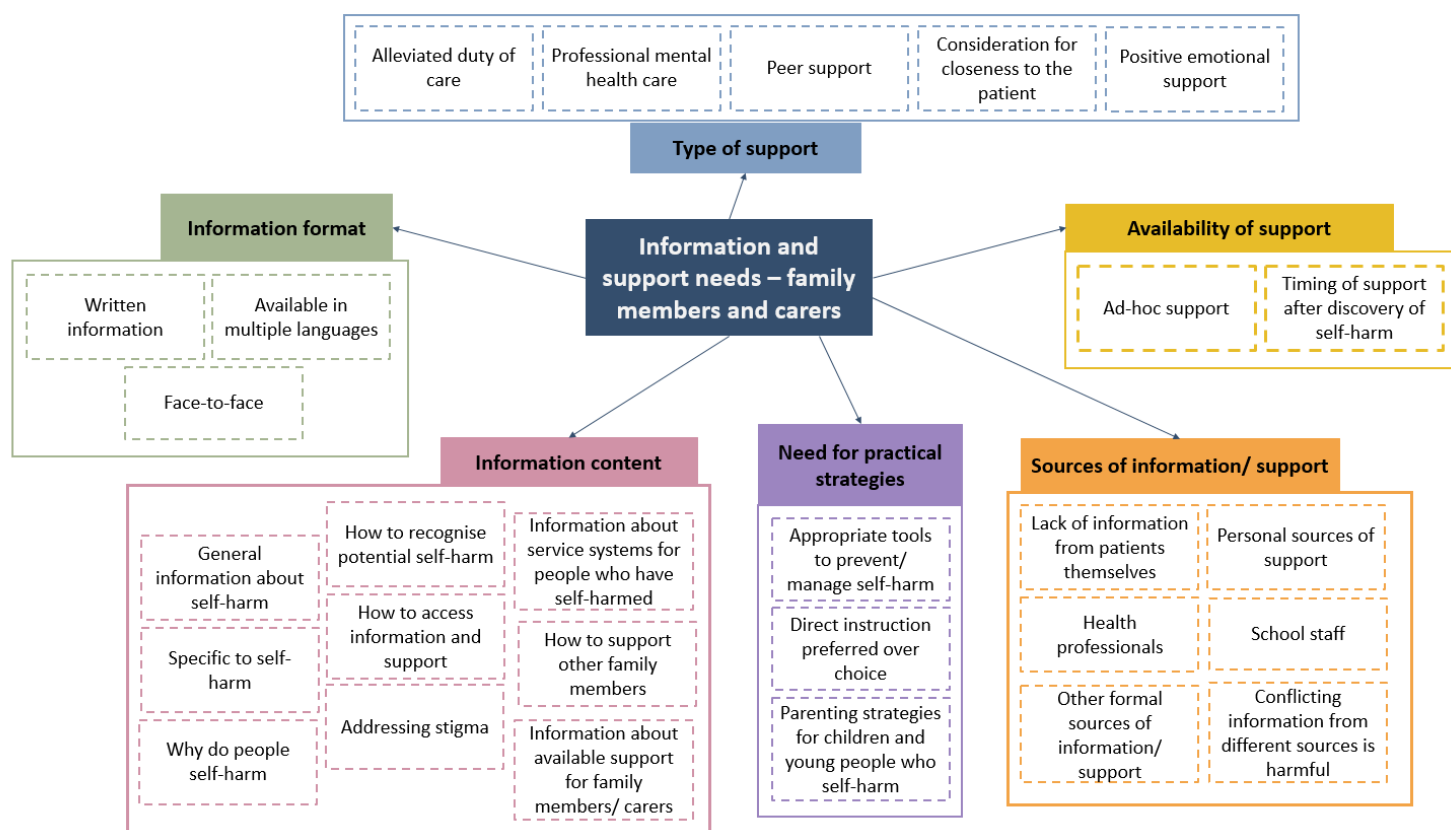 Alleviated duty of
care
Professional mental
health care
Peer support
Consideration for
closeness to the
patient
Positive emotional
support
Type of support
Information format
Written
information
Available in
multiple languages
Face-to-face
Information and
support needs – family
members and carers
Availability of support
Ad-hoc support
Timing of support
after discovery of
self-harm
Information content
General
information about
self-harm
Specific to self-
harm
Why do people
self-harm
How to recognise
potential self-harm
How to access
information and
support
Addressing stigma
Information about
service systems for
people who have
self-harmed
How to support
other family
members
Information about
available support
for family
members/ carers
Need for practical
strategies
Appropriate tools
to prevent/
manage self-harm
Direct instruction
preferred over
choice
Parenting strategies
for children and
young people who
self-harm
Sources of information/ support
Lack of information
from patients
themselves
Personal sources of
support
Health
professionals
School staff
Other formal
sources of
information/
support
Conflicting
information from
different sources is
harmful